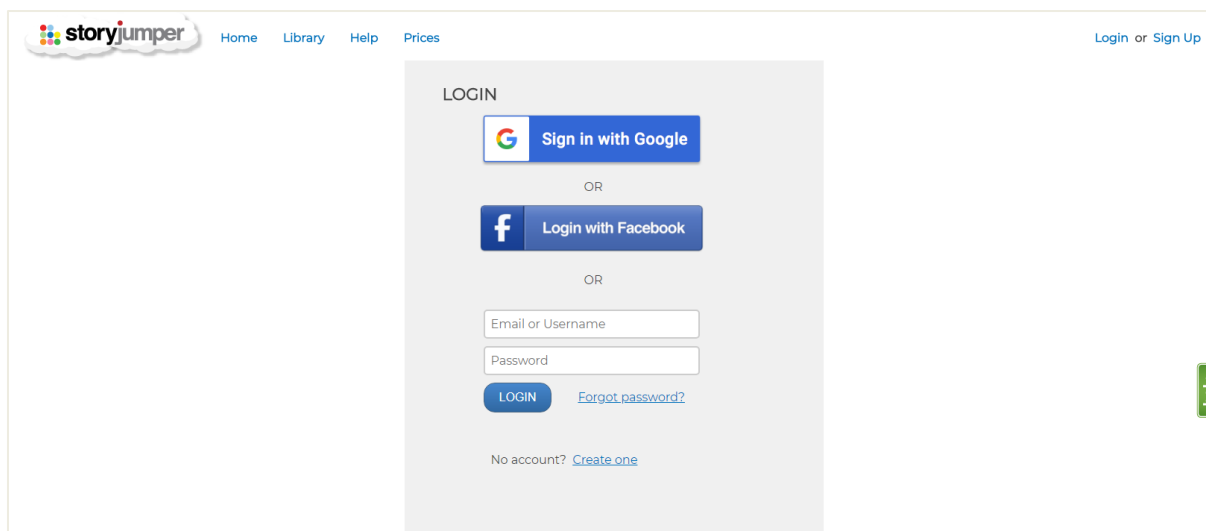 storyjumper Home Library Help Prices Login or Sign Up
LOGIN
Sign in with Google
OR
Login with Facebook
OR
Email or Username
Password
LOGIN Forgot password?
No account? Create one